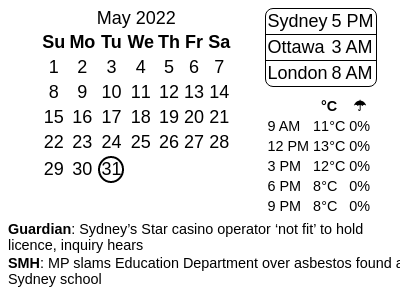 May 2022
Su Mo Tu We Th Fr Sa
1 2 3 4 5 6 7
8 9 10 11 12 13 14
15 16 17 18 19 20 21
22 23 24 25 26 27 28
29 30 31
Sydney 5 PM
Ottawa 3 AM
London 8 AM
°C ☂
9 AM 11°C 0%
12 PM 13°C 0%
3 PM 12°C 0%
6 PM 8°C 0%
9 PM 8°C 0%
Guardian: Sydney’s Star casino operator ‘not fit’ to hold
licence, inquiry hears
SMH: MP slams Education Department over asbestos found a
Sydney school